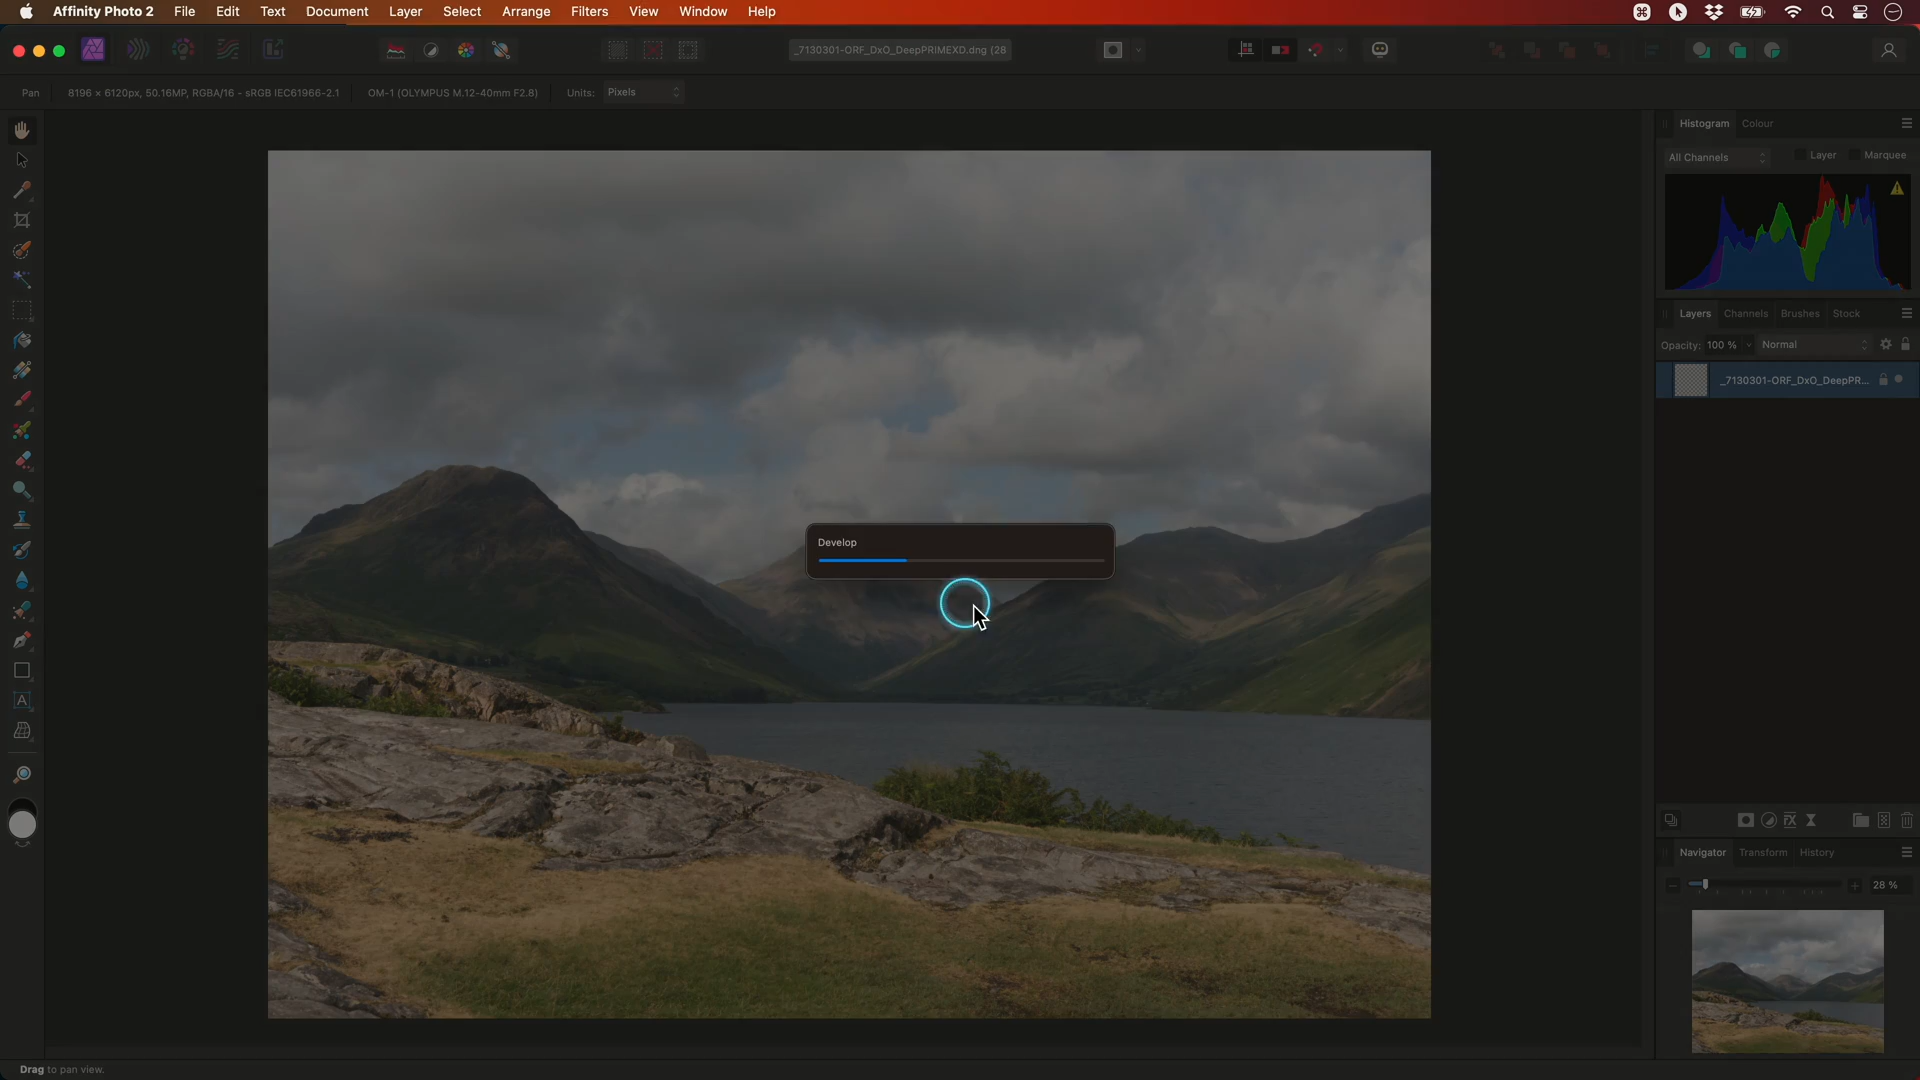 Affinity Photo 2 File Edit Text Document Layer Select Arrange Filters View Window Help
_7130301-ORF_DxO_DeepPRIMEXD.dng (28
Pan 8196 × 6120px, 50.16MP, RGBA/16 - sRGB IEC61966-2.1 OM-1 (OLYMPUS M.12-40mm F2.8) Units: Pixels
Histogram Colour
All Channels Layer Marquee
Layers Channels Brushes Stock
Opacity: 100 % Normal
_7130301-ORF_DxO_DeepPR...
Develop
Navigator Transform History
28 %
Drag to pan view.